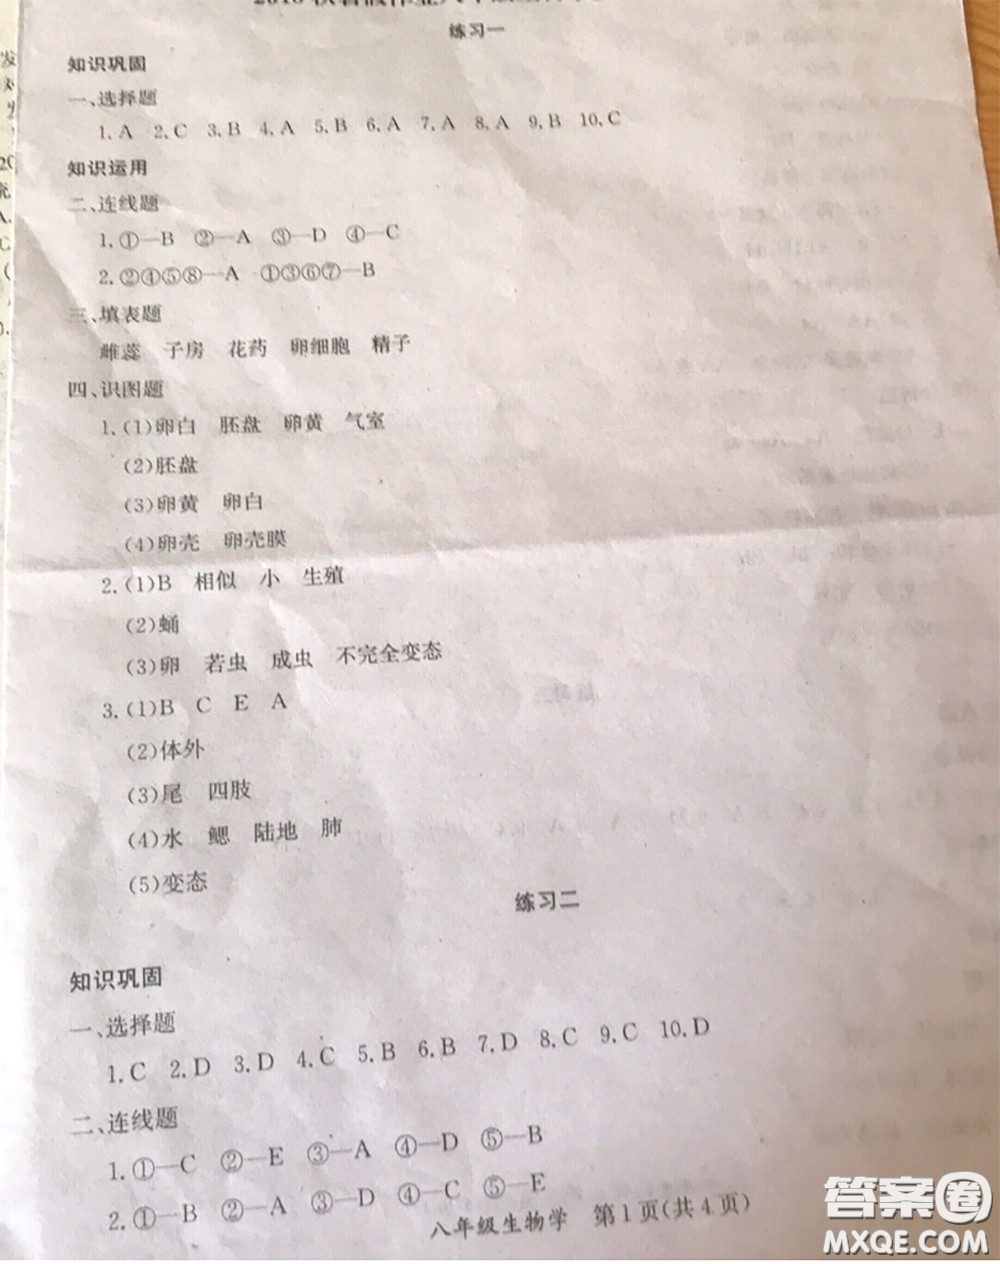 练习一
知识巩固
一、选择题
1. A 2. C 3. B 4. A 5. B 6. A 7. A 8. A 9. B 10. C
知识运用
二、连线题
1. ①—B ②—A ③—D ④—C
2. ②④⑤⑧—A ①③⑥⑦—B
三、填表题
雌蕊 子房 花药 卵细胞 精子
四、识图题
1. (1)卵白 胚盘 卵黄 气室
(2)胚盘
(3)卵黄 卵白
(4)卵壳 卵壳膜
2. (1)B 相似 小 生殖
(2)蛹
(3)卵 若虫 成虫 不完全变态
3. (1)B C E A
(2)体外
(3)尾 四肢
(4)水 鳃 陆地 肺
(5)变态
练习二
知识巩固
一、选择题
1. C 2. D 3. D 4. C 5. B 6. B 7. D 8. C 9. C 10. D
二、连线题
1. ①—C ②—E ③—A ④—D ⑤—B
2. ①—B ②—A ③—D ④—C ⑤—E
八年级生物学 第1页(共4页)
答案圈
MXQE.COM